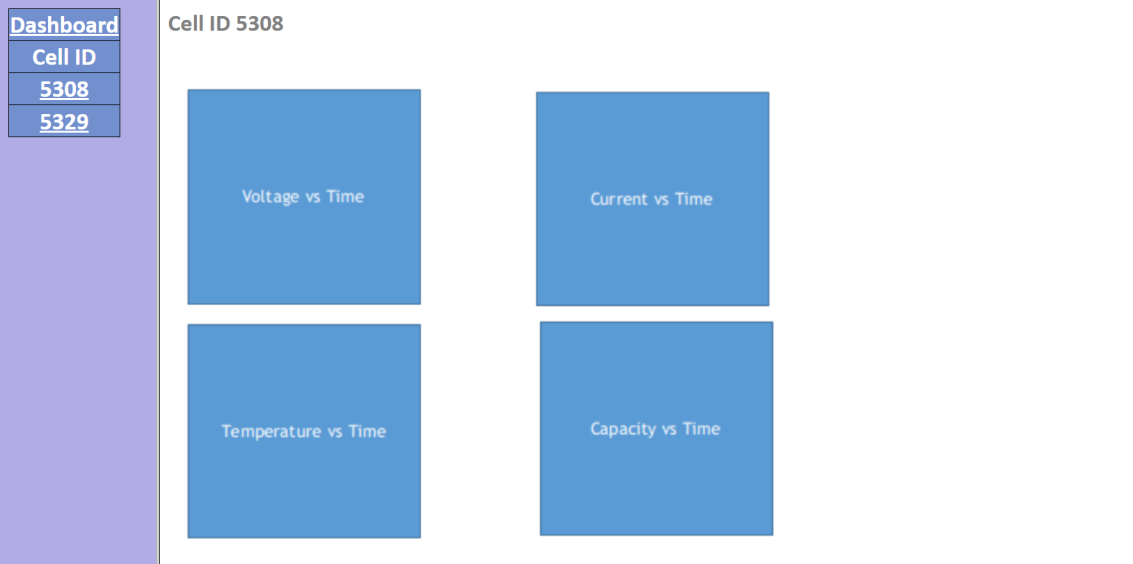 Dashboard
Cell ID
5308
5329
Cell ID 5308
Voltage vs Time
Current vs Time
Temperature vs Time
Capacity vs Time